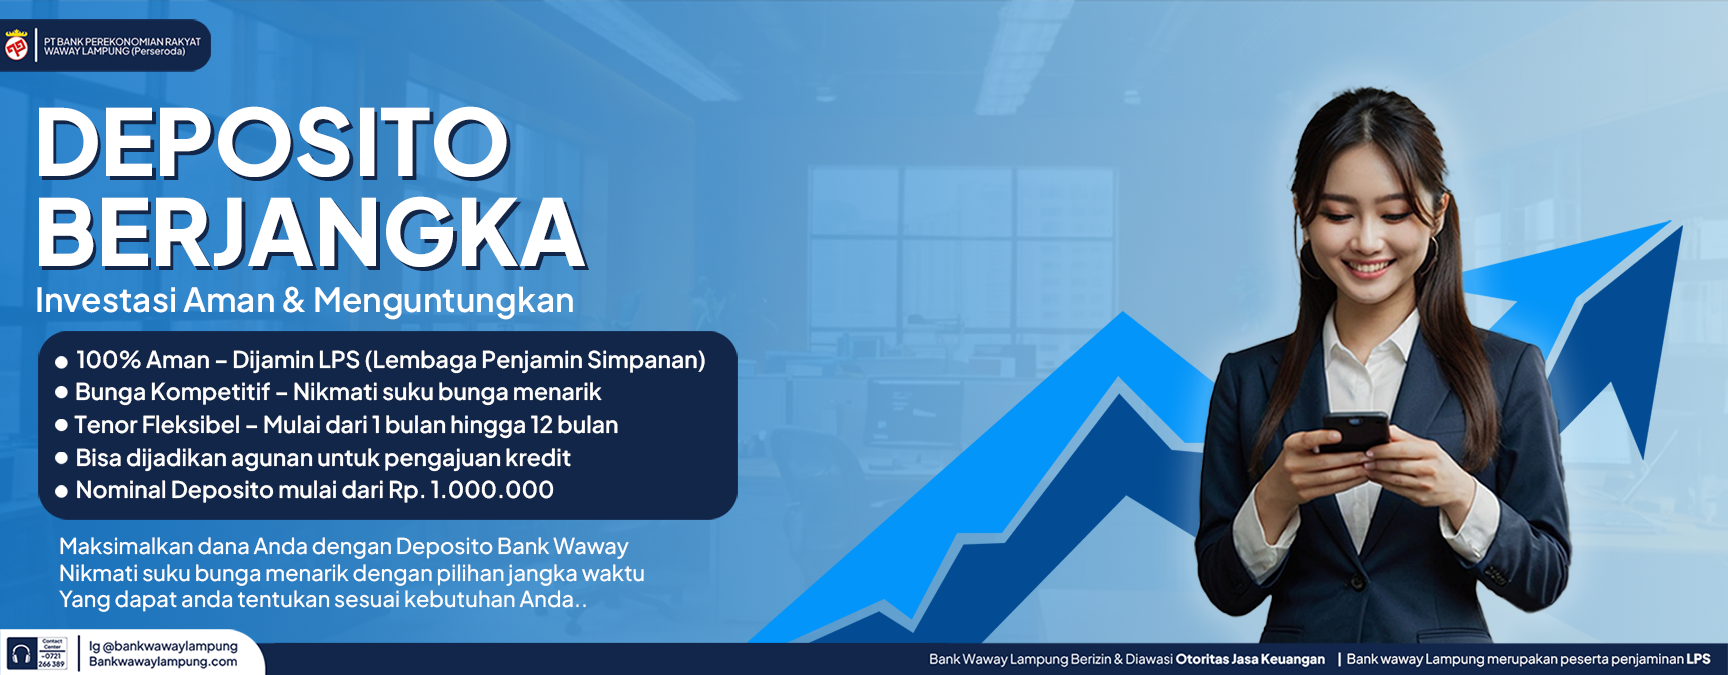 PT BANK PEREKONOMIAN RAKYAT
WAWAY LAMPUNG (Perseroda)
DEPOSITO
BERJANGKA
Investasi Aman & Menguntungkan
● 100% Aman – Dijamin LPS (Lembaga Penjamin Simpanan)
● Bunga Kompetitif – Nikmati suku bunga menarik
● Tenor Fleksibel – Mulai dari 1 bulan hingga 12 bulan
● Bisa dijadikan agunan untuk pengajuan kredit
● Nominal Deposito mulai dari Rp. 1.000.000
Maksimalkan dana Anda dengan Deposito Bank Waway
Nikmati suku bunga menarik dengan pilihan jangka waktu
Yang dapat anda tentukan sesuai kebutuhan Anda..
Contact
Center
-0721
266 389
Ig @bankwawaylampung
Bankwawaylampung.com
Bank Waway Lampung Berizin & Diawasi Otoritas Jasa Keuangan | Bank waway Lampung merupakan peserta penjaminan LPS